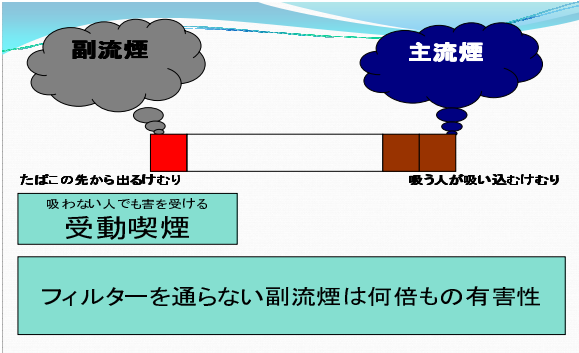 副流煙
主流煙
たばこの先から出るけむり
吸う人が吸い込むけむり
吸わない人でも害を受ける
受動喫煙
フィルターを通らない副流煙は何倍もの有害性